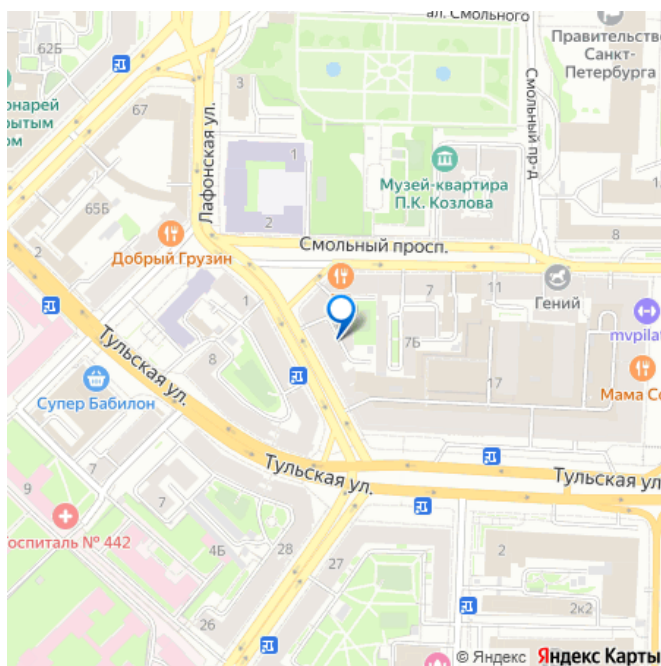 ал. Смольного
Правительство
Санкт-
Петербурга
62Б
67
3
Лафонская ул.
Смольный пр-д
1
Музей-квартира
П.К. Козлова
65Б
2
8
Смольный просп.
2
Добрый Грузин
1
7
11
Гений
Тульская ул.
8
7Б
mvpilat
17
Мама Со
Супер Бабилон
7
Тульская ул.
Тульская ул
9
7
Госпиталь № 442
4Б
28
27
2
26
2к2
© Яндекс Яндекс Карты